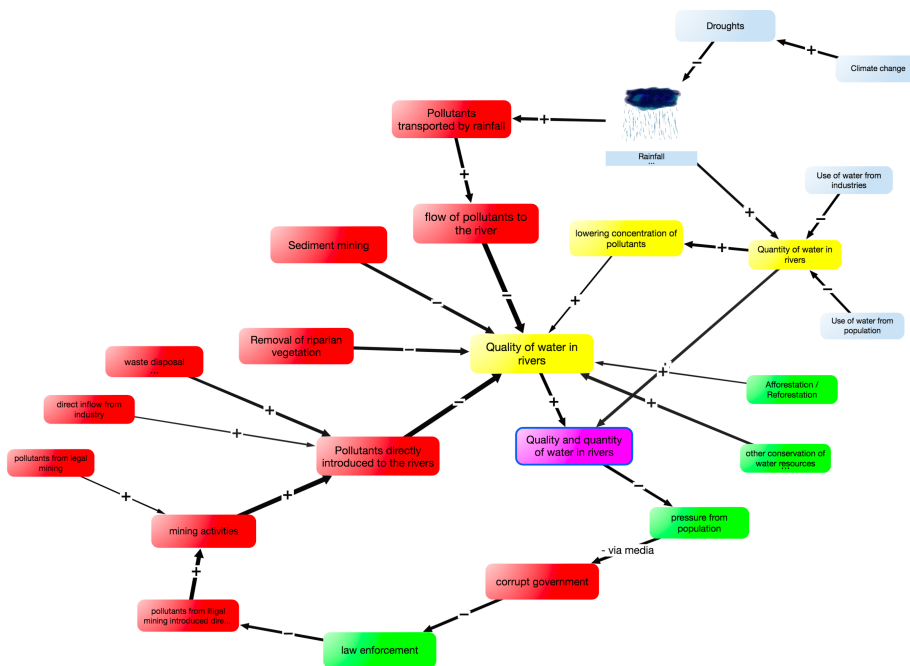 Droughts
+
Climate change
−
Pollutants
transported by rainfall
+
Rainfall
...
+
+
Use of water from
industries
−
flow of pollutants to
the river
lowering concentration of
pollutants
+
Quantity of water in
rivers
Sediment mining
−
−
−
+
Use of water from
population
Removal of riparian
vegetation
−
Quality of water in
rivers
waste disposal
...
+
Afforestation /
Reforestation
−
+
+
direct inflow from
industry
+
+
Pollutants directly
introduced to the rivers
Quality and quantity
of water in rivers
other conservation of
water resources
...
pollutants from legal
mining
+
+
−
mining activities
pressure from
population
- via media
+
corrupt government
−
pollutants from illegal
mining introduced dire...
−
law enforcement